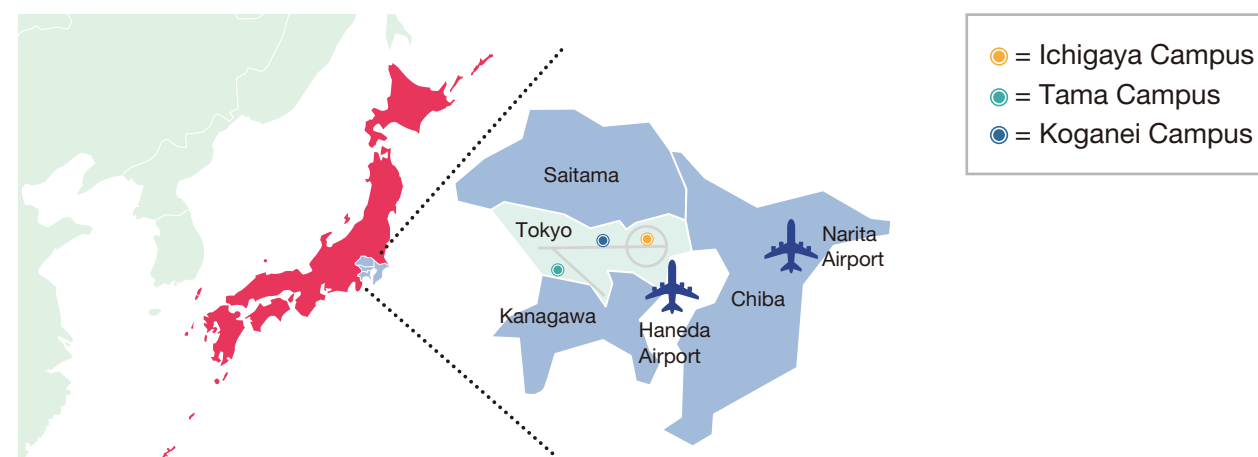 = Ichigaya Campus
= Tama Campus
= Koganei Campus
Saitama
Tokyo
Narita
Airport
Chiba
Kanagawa
Haneda
Airport